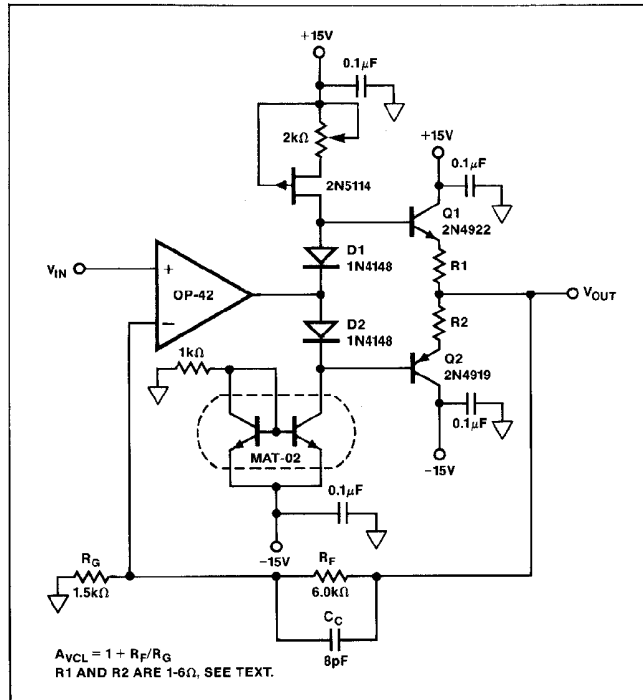 +15V
0.1µF
2kΩ
+15V
0.1µF
2N5114
Q1
2N4922
D1
1N4148
R1
VIN
+
OP-42
−
VOUT
D2
1N4148
R2
1kΩ
Q2
2N4919
MAT-02
0.1µF
−15V
0.1µF
−15V
RG
1.5kΩ
RF
6.0kΩ
CC
8pF
AVCL = 1 + RF/RG
R1 AND R2 ARE 1-6Ω, SEE TEXT.